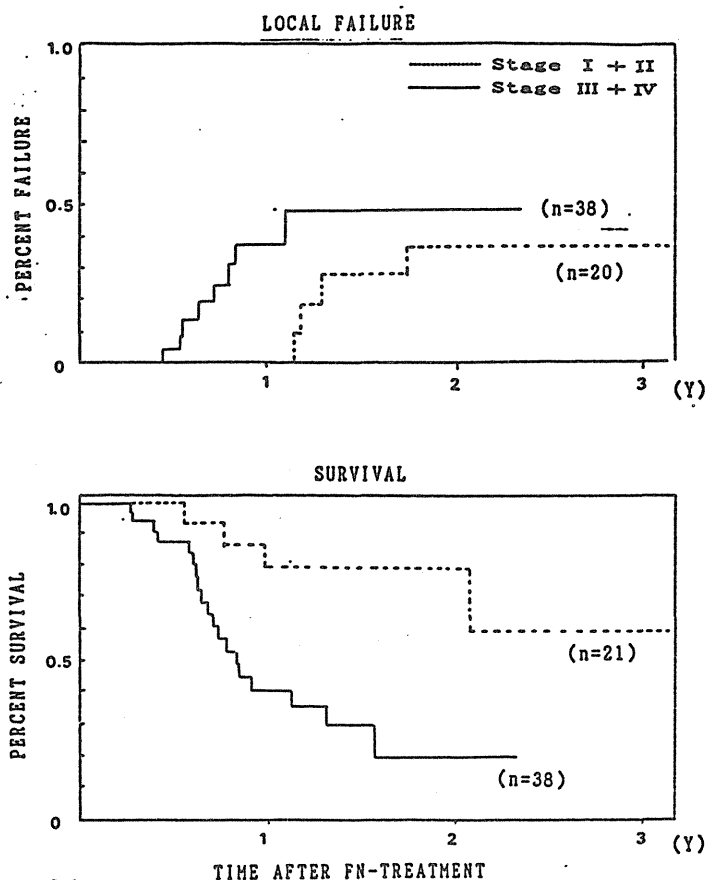 LOCAL FAILURE
1.0
Stage I + II
Stage III + IV
PERCENT FAILURE
0.5
(n=38)
(n=20)
0
1
2
3
(Y)
SURVIVAL
1.0
PERCENT SURVIVAL
0.5
(n=21)
(n=38)
0
1
2
3
(Y)
TIME AFTER FN-TREATMENT